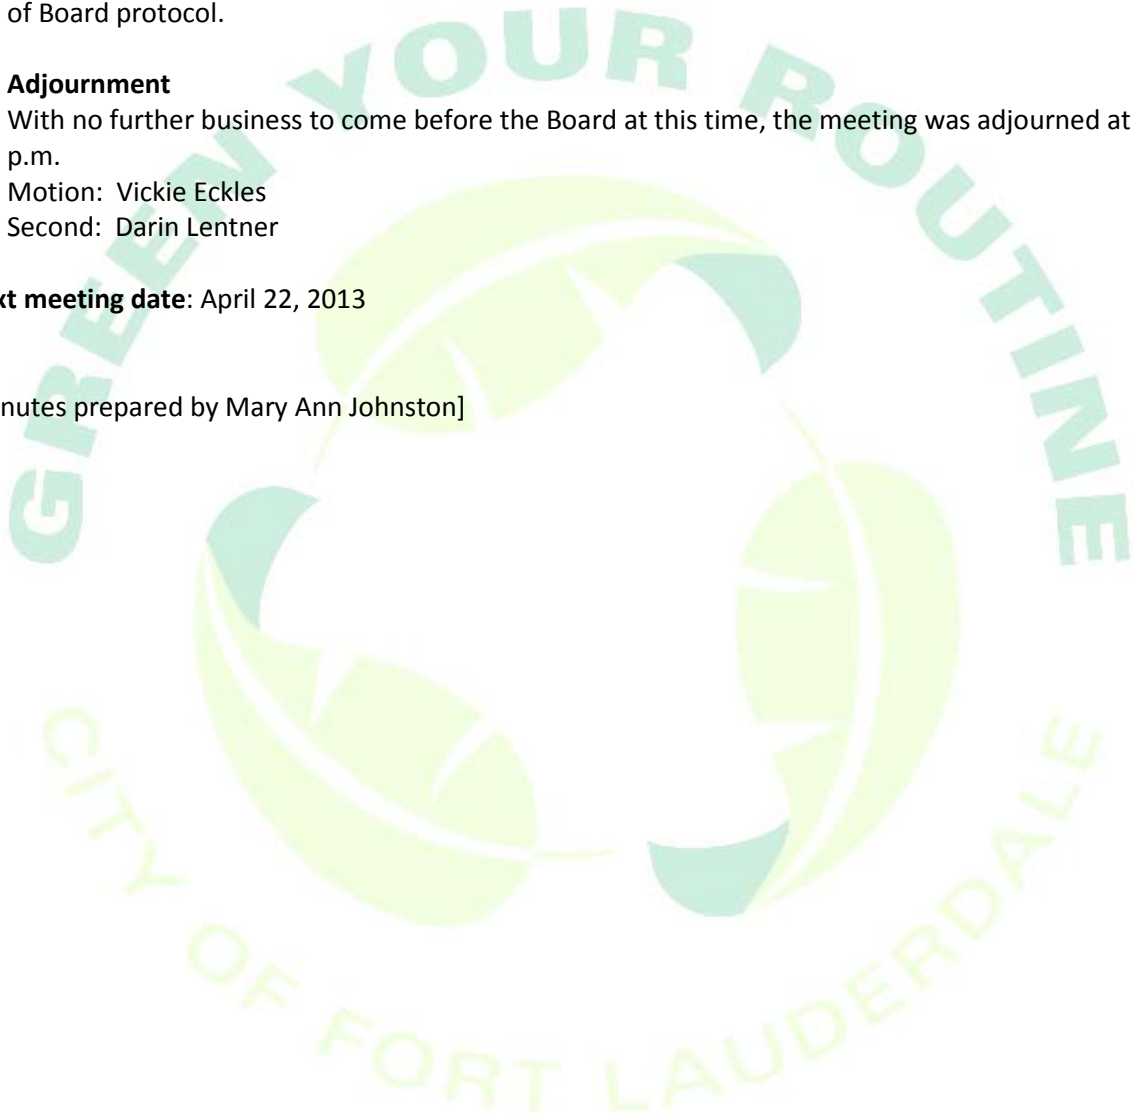 of Board protocol.
Adjournment
With no further business to come before the Board at this time, the meeting was adjourned at
p.m.
Motion: Vickie Eckles
Second: Darin Lentner
xt meeting date: April 22, 2013
nutes prepared by Mary Ann Johnston]
GREEN YOUR ROUTINE
CITY OF FORT LAUDERDALE